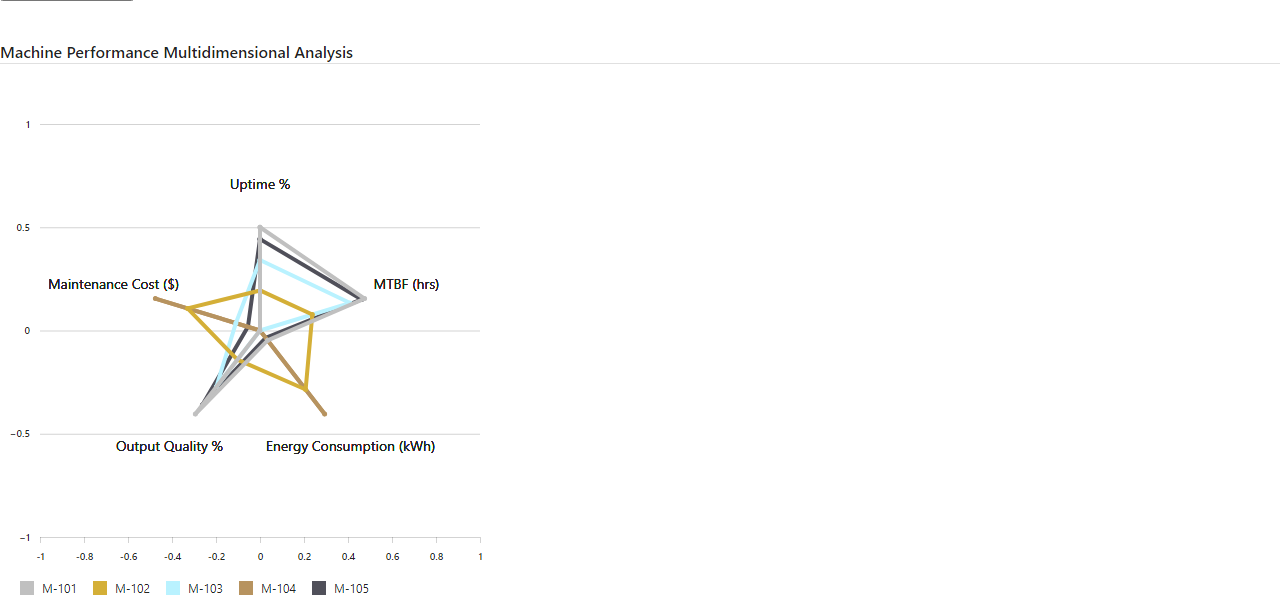 Machine Performance Multidimensional Analysis
1
Uptime %
0.5
Maintenance Cost ($) MTBF (hrs)
0
−0.5
Output Quality % Energy Consumption (kWh)
−1
-1 -0.8 -0.6 -0.4 -0.2 0 0.2 0.4 0.6 0.8 1
M-101 M-102 M-103 M-104 M-105